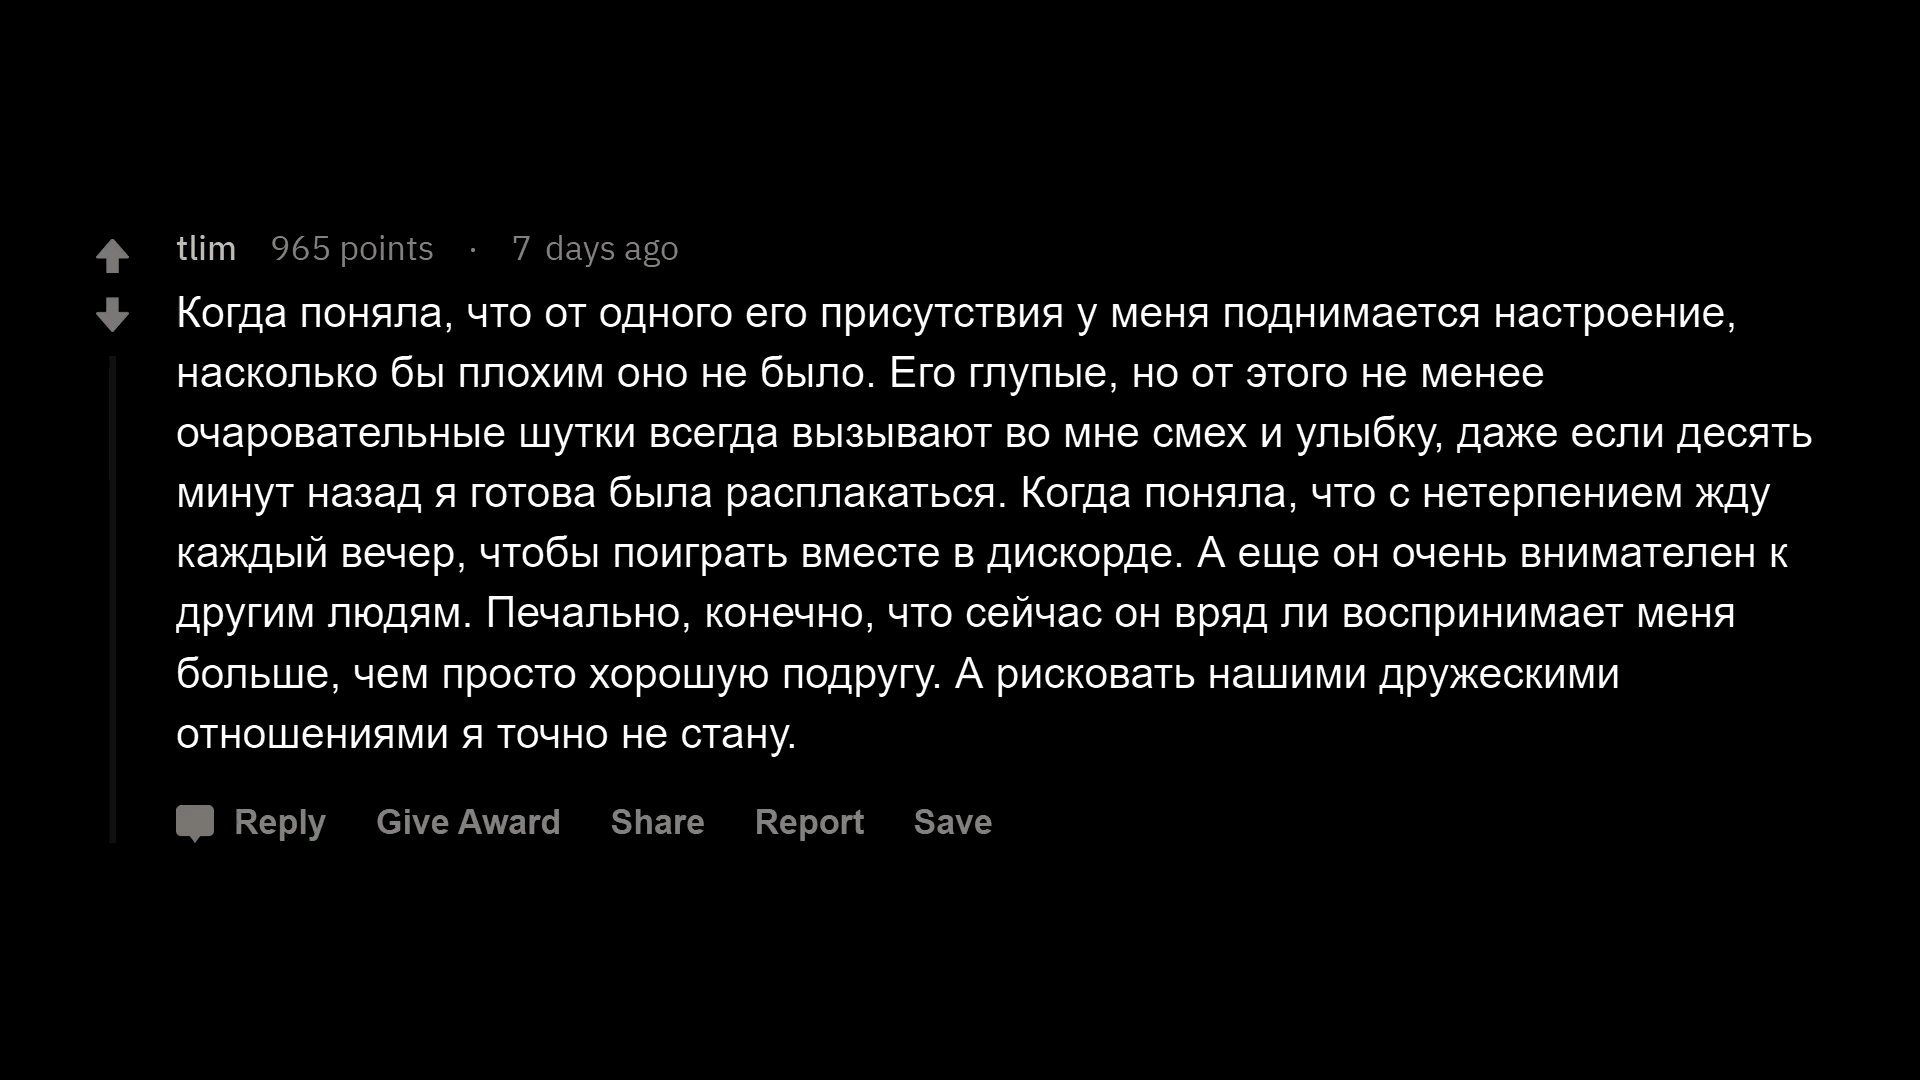 tlim 965 points · 7 days ago
Когда поняла, что от одного его присутствия у меня поднимается настроение,
насколько бы плохим оно не было. Его глупые, но от этого не менее
очаровательные шутки всегда вызывают во мне смех и улыбку, даже если десять
минут назад я готова была расплакаться. Когда поняла, что с нетерпением жду
каждый вечер, чтобы поиграть вместе в дискорде. А еще он очень внимателен к
другим людям. Печально, конечно, что сейчас он вряд ли воспринимает меня
больше, чем просто хорошую подругу. А рисковать нашими дружескими
отношениями я точно не стану.
Reply Give Award Share Report Save